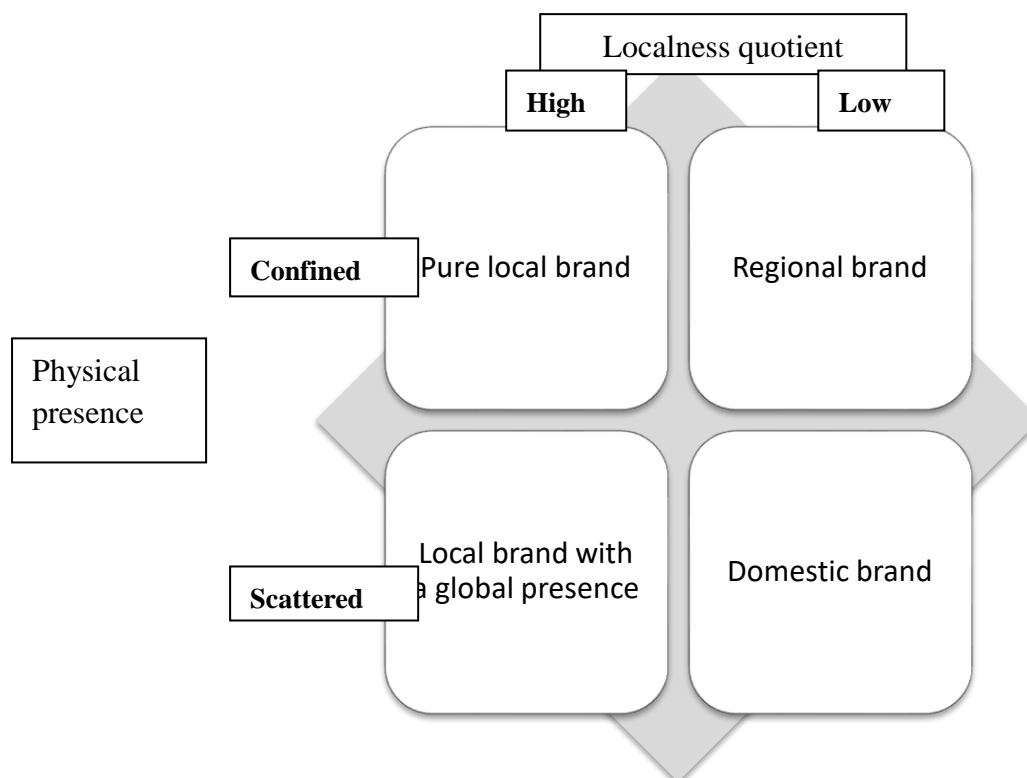 Localness quotient
High
Low
Confined
Pure local brand
Regional brand
Physical
presence
Local brand with
a global presence
Domestic brand
Scattered